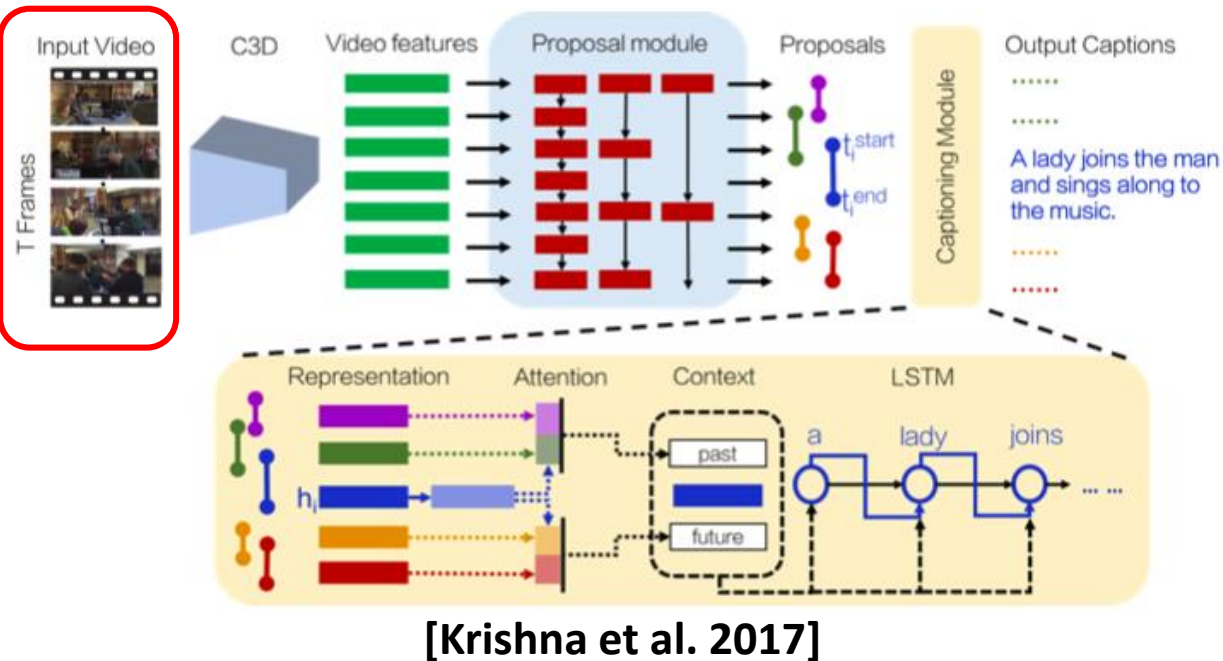 Input Video
C3D
Video features
Proposal module
Proposals
Output Captions
T Frames
t_i^start
t_i^end
Captioning Module
......
......
A lady joins the man
and sings along to
the music.
......
......
Representation
Attention
Context
LSTM
h_i
past
future
a
lady
joins
... ...
[Krishna et al. 2017]